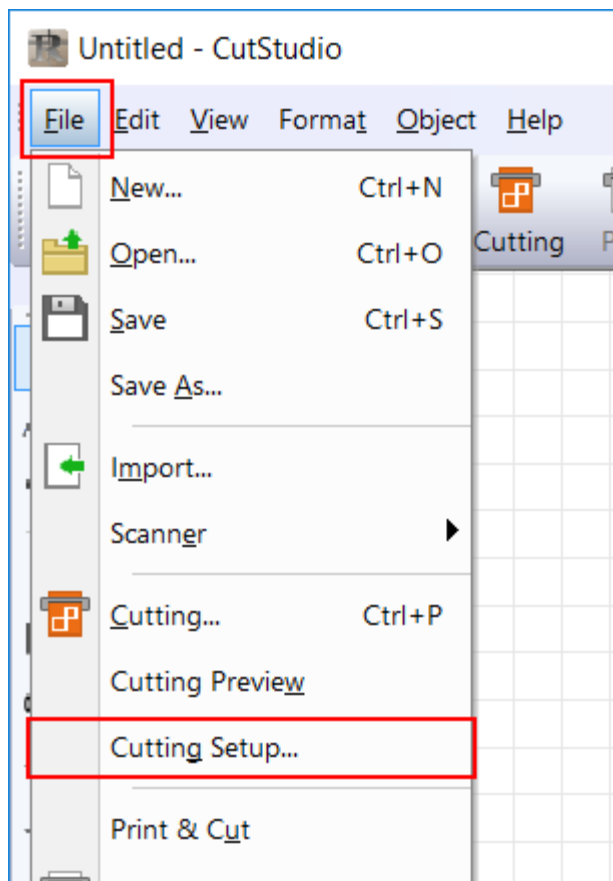 Untitled - CutStudio
File Edit View Format Object Help
New... Ctrl+N
Open... Ctrl+O
Cutting
Save Ctrl+S
Save As...
Import...
Scanner
Cutting... Ctrl+P
Cutting Preview
Cutting Setup...
Print & Cut